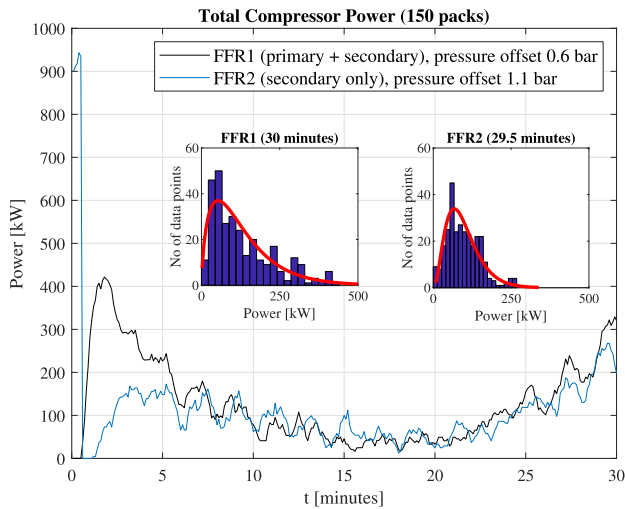 Total Compressor Power (150 packs)
1000
900
800
700
600
500
400
300
200
100
0
Power [kW]
FFR1 (primary + secondary), pressure offset 0.6 bar
FFR2 (secondary only), pressure offset 1.1 bar
FFR1 (30 minutes)
60
40
20
0
No of data points
0 250 500
Power [kW]
FFR2 (29.5 minutes)
60
40
20
0
No of data points
0 250 500
Power [kW]
0 5 10 15 20 25 30
t [minutes]